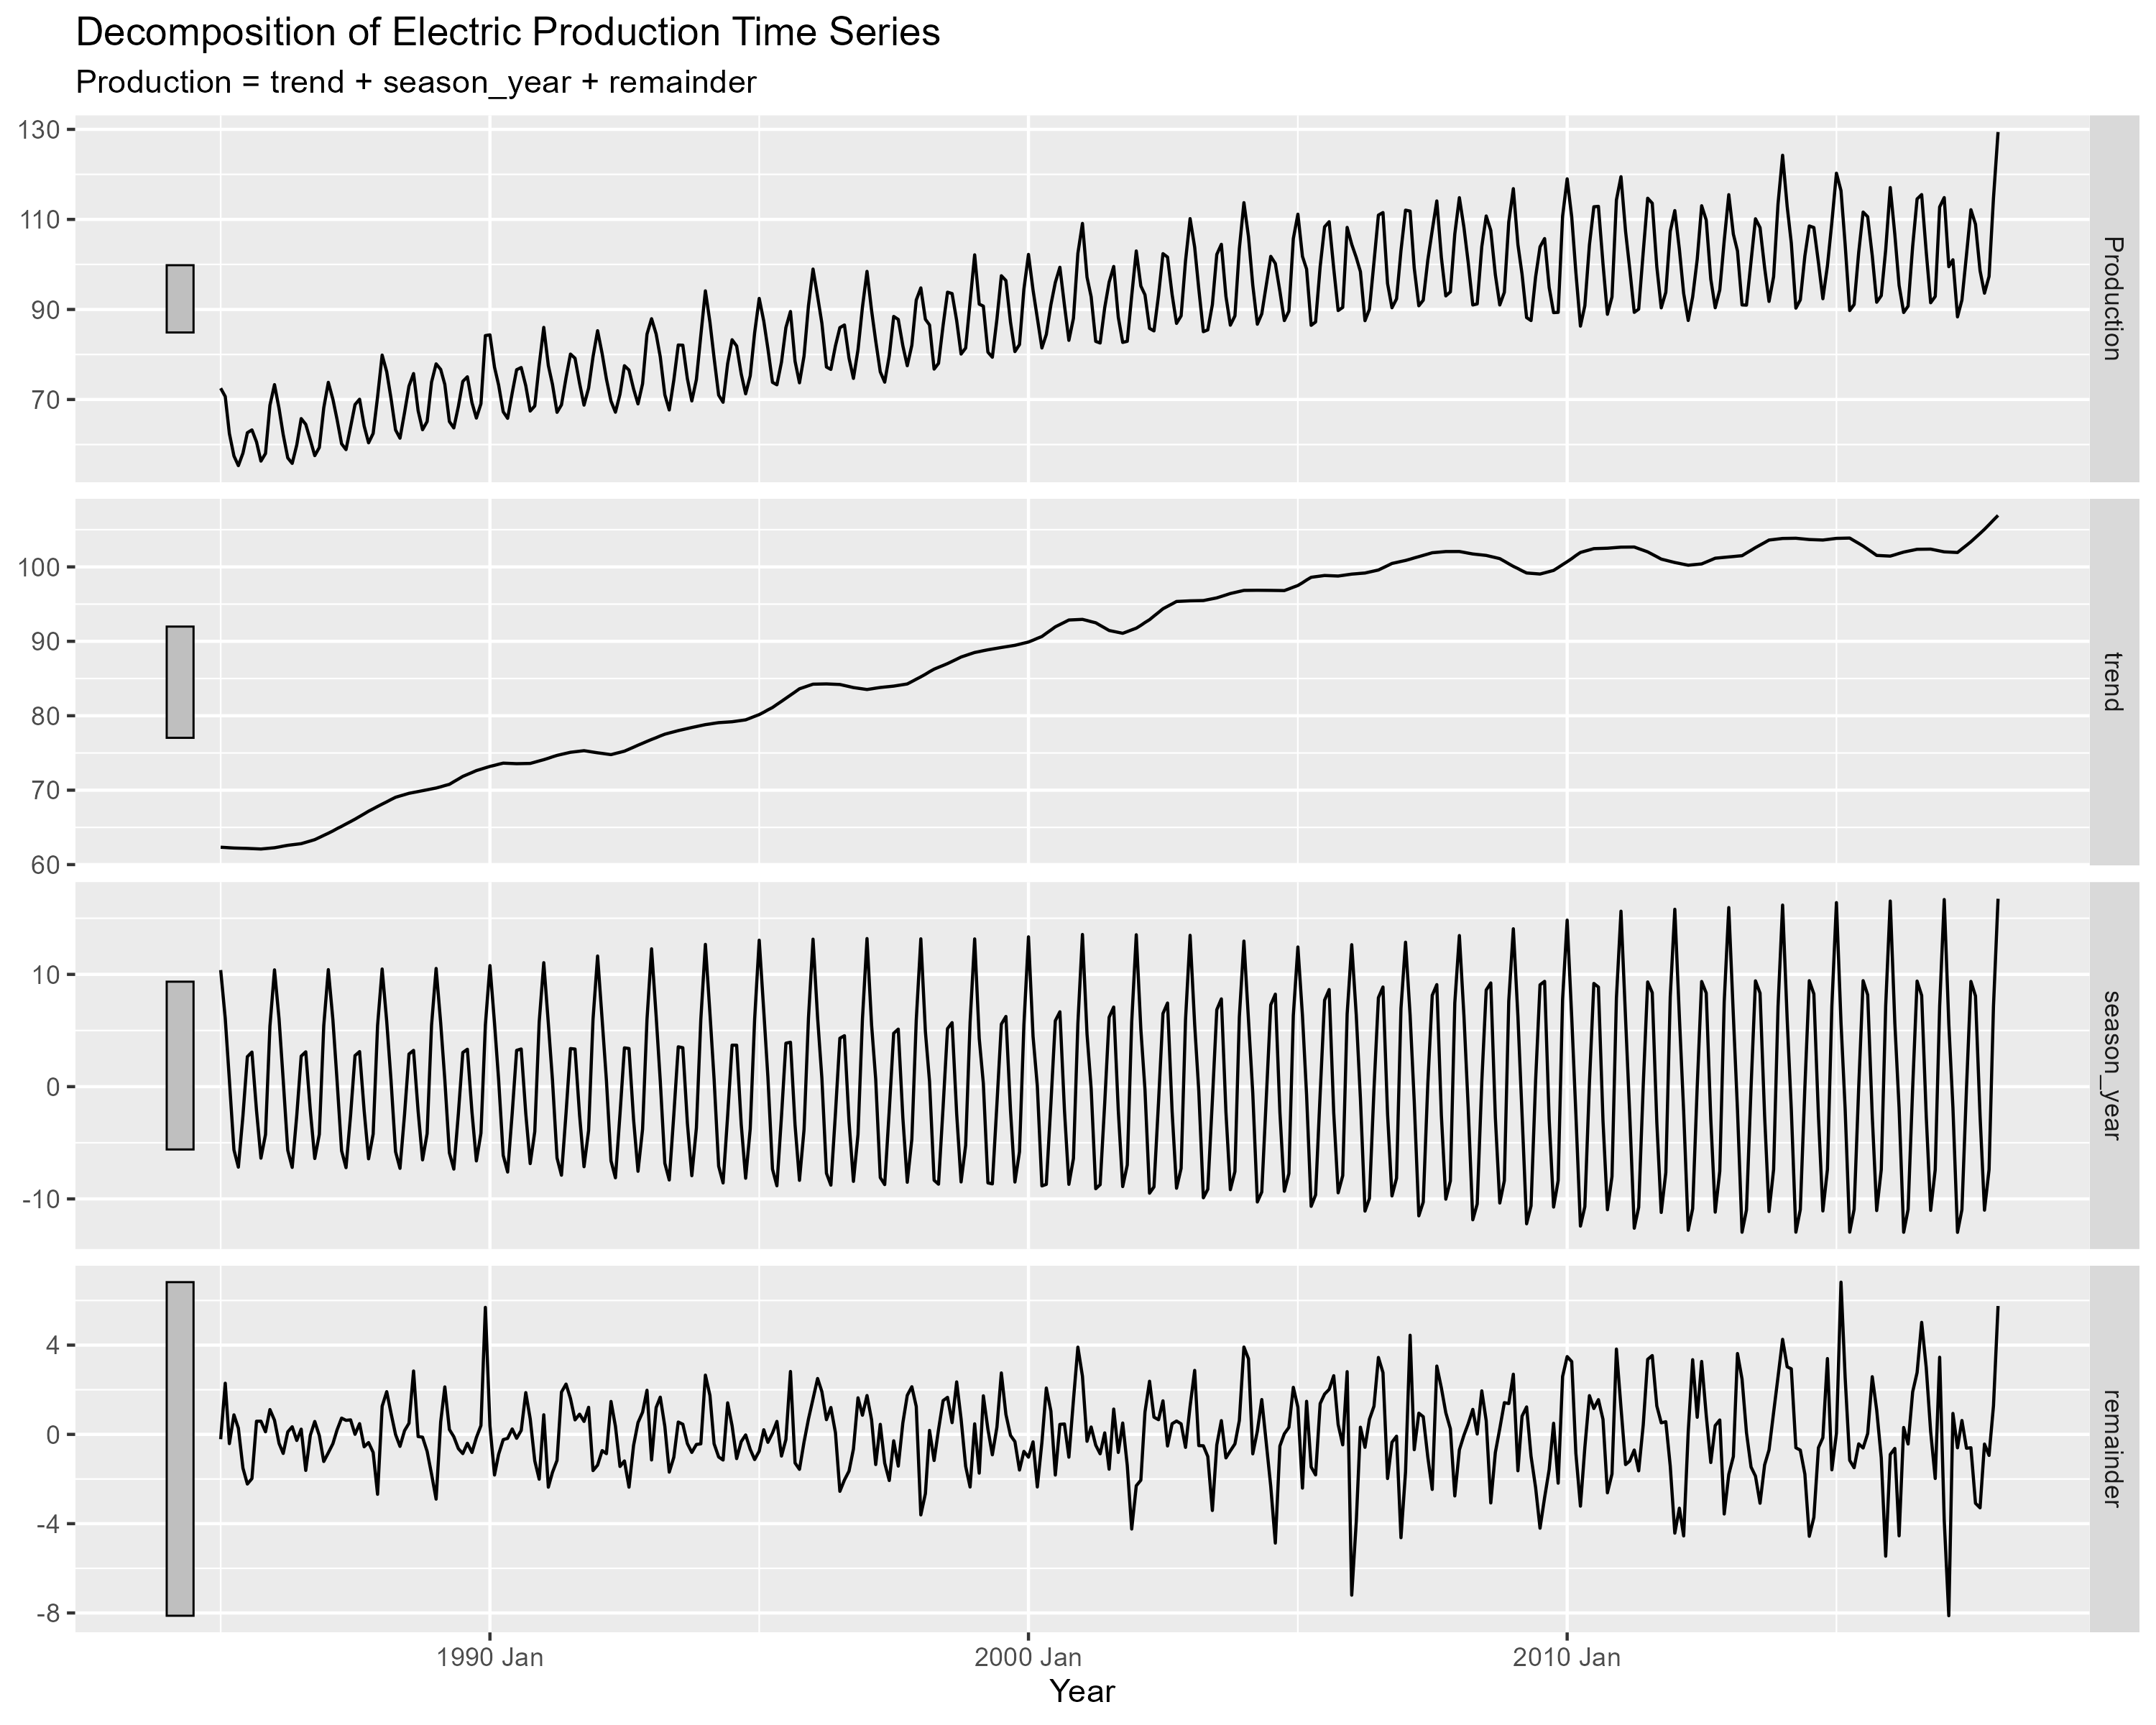 Decomposition of Electric Production Time Series
Production = trend + season_year + remainder
130
110
90
70
Production
100
90
80
70
60
trend
10
0
-10
season_year
4
0
-4
-8
remainder
1990 Jan 2000 Jan 2010 Jan
Year